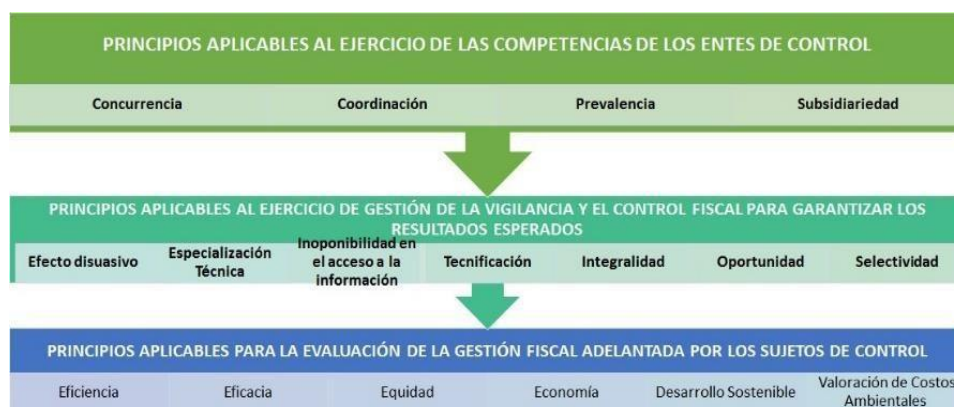 PRINCIPIOS APLICABLES AL EJERCICIO DE LAS COMPETENCIAS DE LOS ENTES DE CONTROL
Concurrencia Coordinación Prevalencia Subsidiariedad
PRINCIPIOS APLICABLES AL EJERCICIO DE GESTIÓN DE LA VIGILANCIA Y EL CONTROL FISCAL PARA GARANTIZAR LOS
RESULTADOS ESPERADOS
Efecto disuasivo
Especialización
Técnica
Inoponibilidad en
el acceso a la
información
Tecnificación
Integralidad
Oportunidad
Selectividad
PRINCIPIOS APLICABLES PARA LA EVALUACIÓN DE LA GESTIÓN FISCAL ADELANTADA POR LOS SUJETOS DE CONTROL
Eficiencia
Eficacia
Equidad
Economía
Desarrollo Sostenible
Valoración de Costos
Ambientales